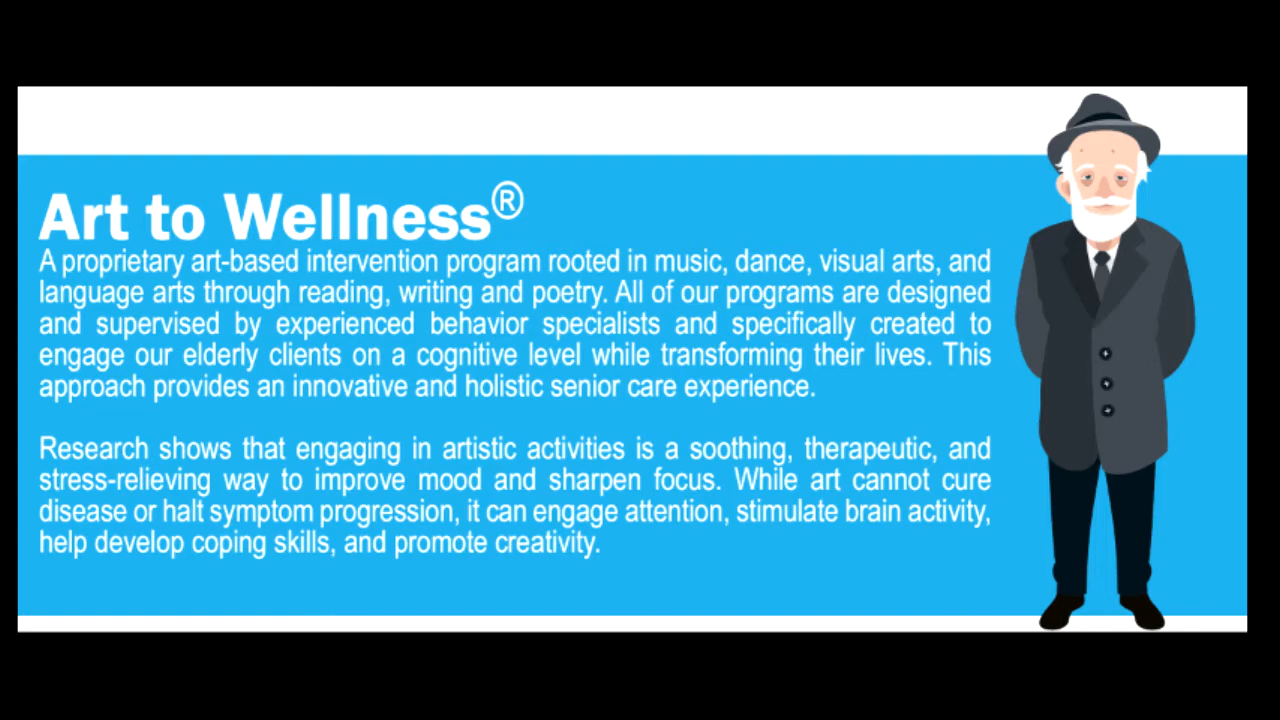 Art to Wellness®
A proprietary art-based intervention program rooted in music, dance, visual arts, and
language arts through reading, writing and poetry. All of our programs are designed
and supervised by experienced behavior specialists and specifically created to
engage our elderly clients on a cognitive level while transforming their lives. This
approach provides an innovative and holistic senior care experience.
Research shows that engaging in artistic activities is a soothing, therapeutic, and
stress-relieving way to improve mood and sharpen focus. While art cannot cure
disease or halt symptom progression, it can engage attention, stimulate brain activity,
help develop coping skills, and promote creativity.